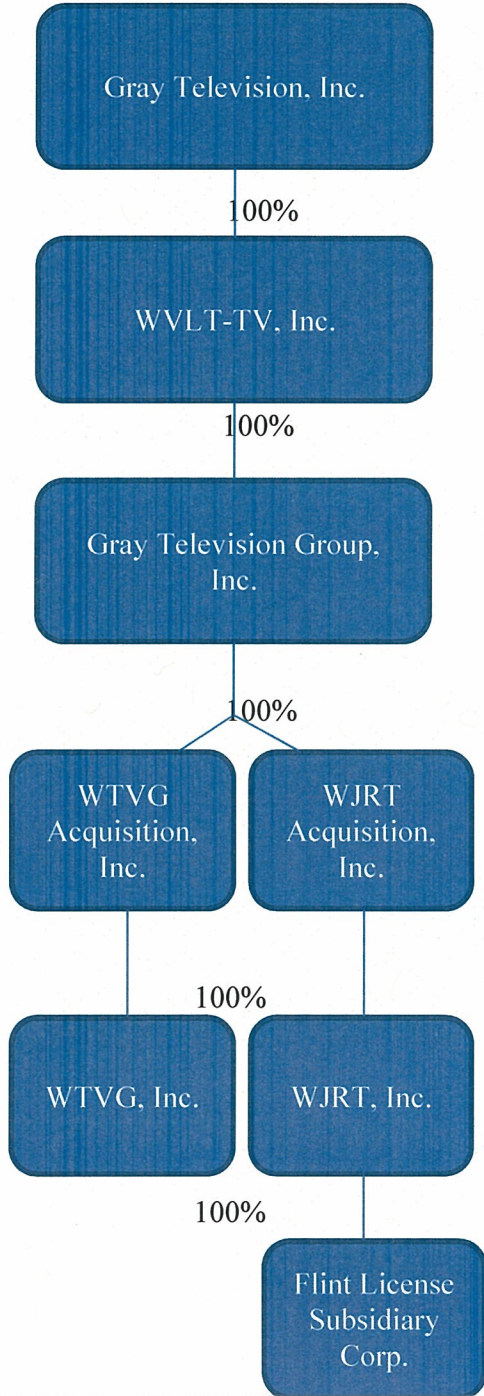 Gray Television, Inc.
100%
WVLT-TV, Inc.
100%
Gray Television Group,
Inc.
100%
WTVG
Acquisition,
Inc.
WJRT
Acquisition,
Inc.
100%
WTVG, Inc.
WJRT, Inc.
100%
Flint License
Subsidiary
Corp.